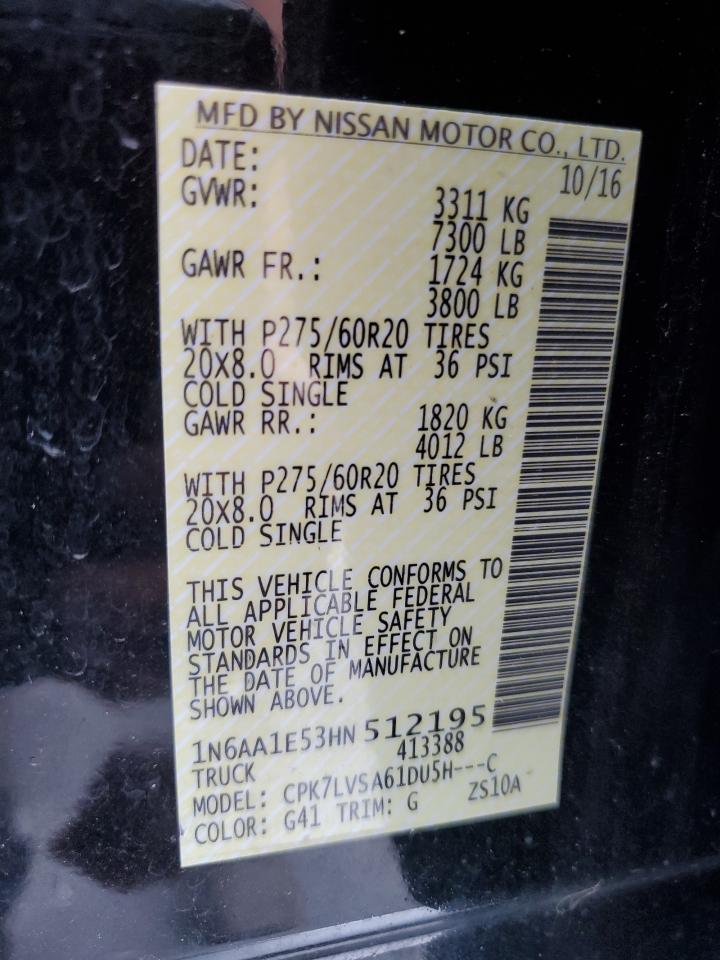 MFD BY NISSAN MOTOR CO., LTD.
DATE: 10/16
GVWR: 3311 KG
7300 LB
GAWR FR.: 1724 KG
3800 LB
WITH P275/60R20 TIRES
20X8.0 RIMS AT 36 PSI
COLD SINGLE
GAWR RR.: 1820 KG
4012 LB
WITH P275/60R20 TIRES
20X8.0 RIMS AT 36 PSI
COLD SINGLE
THIS VEHICLE CONFORMS TO
ALL APPLICABLE FEDERAL
MOTOR VEHICLE SAFETY
STANDARDS IN EFFECT ON
THE DATE OF MANUFACTURE
SHOWN ABOVE.
1N6AA1E53HN 512195
TRUCK 413388
MODEL: CPK7LVSA61DU5H---C
COLOR: G41 TRIM: G ZS10A